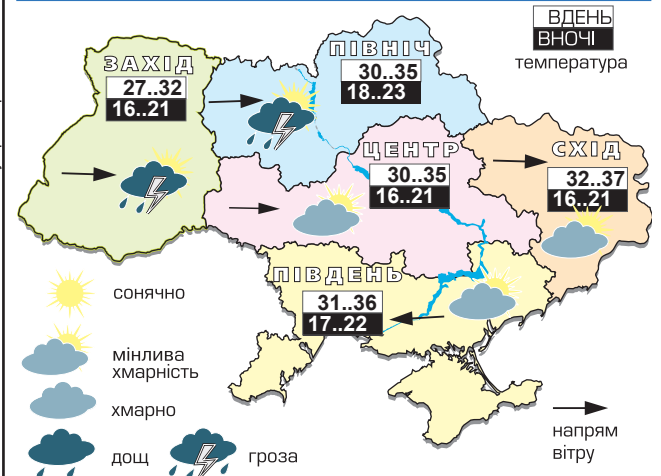 ВДЕНЬ
ВНОЧІ
температура
ЗАХІД
27..32
16..21
ПІВНІЧ
30..35
18..23
ЦЕНТР
30..35
16..21
СХІД
32..37
16..21
ПІВДЕНЬ
31..36
17..22
сонячно
мінлива
хмарність
хмарно
дощ
гроза
напрям
вітру